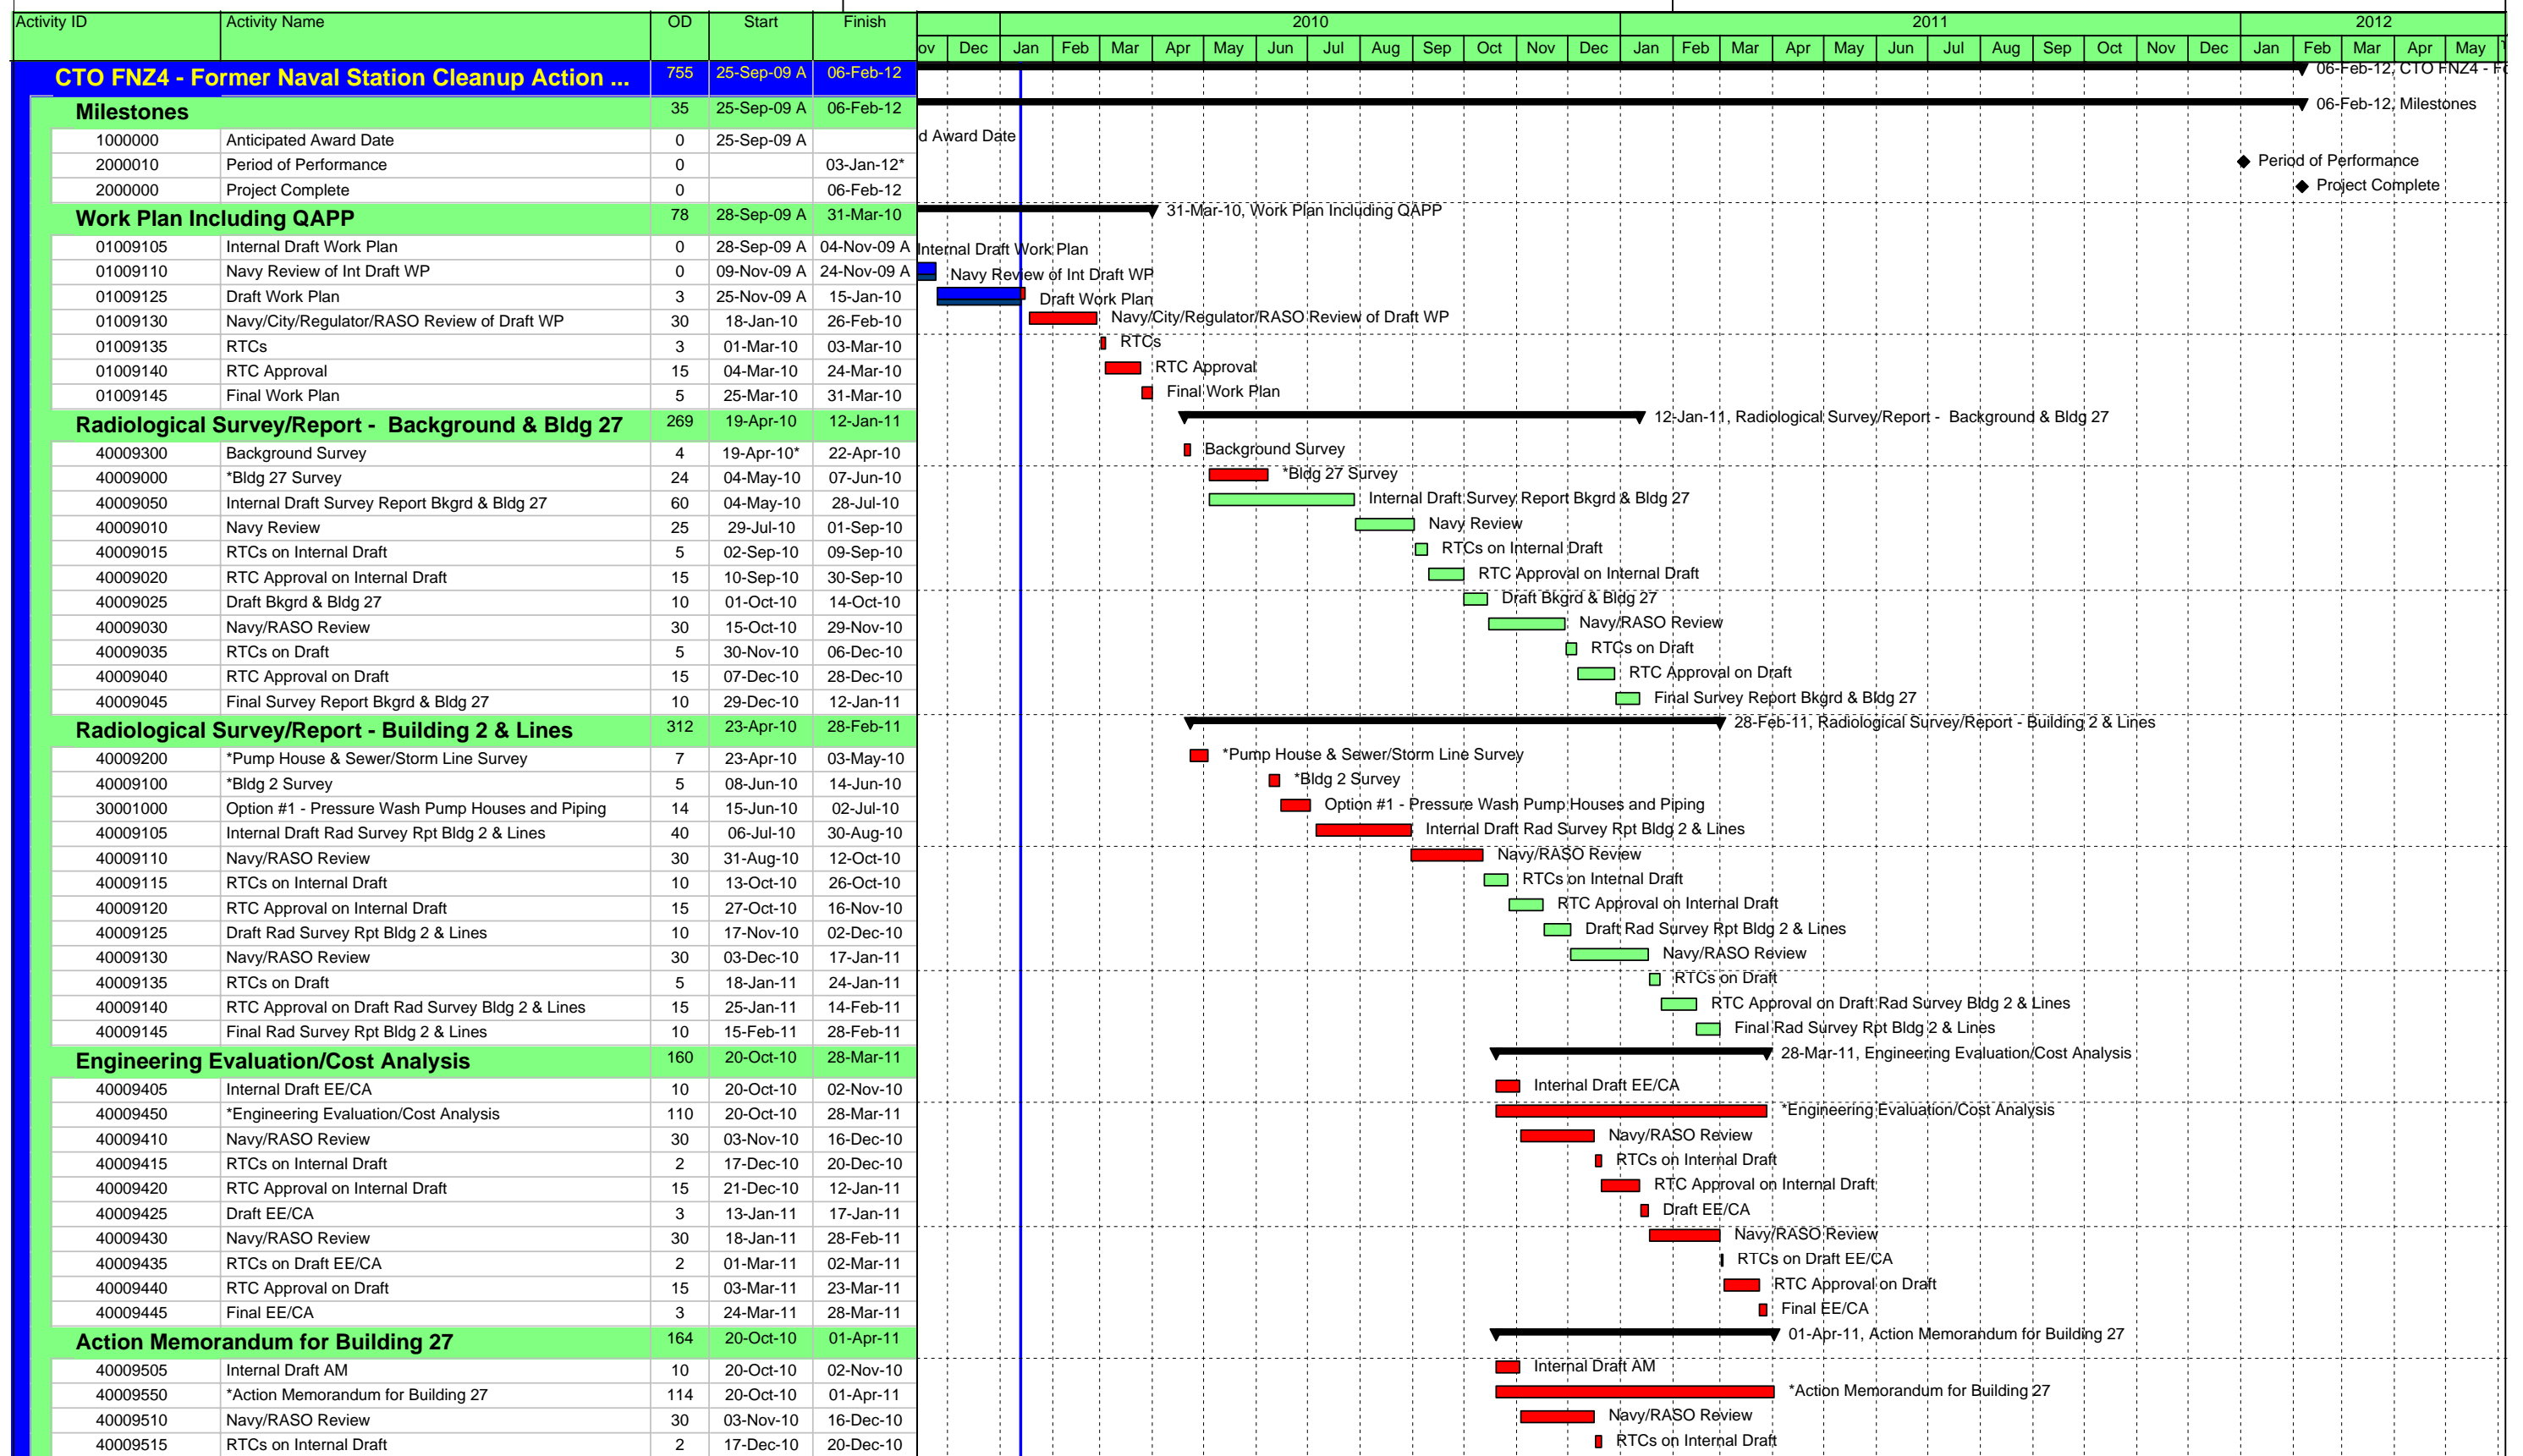 Activity ID Activity Name OD Start Finish 2010 2011 2012
ov Dec Jan Feb Mar Apr May Jun Jul Aug Sep Oct Nov Dec Jan Feb Mar Apr May Jun Jul Aug Sep Oct Nov Dec Jan Feb Mar Apr May
CTO FNZ4 - Former Naval Station Cleanup Action ... 755 25-Sep-09 A 06-Feb-12 06-Feb-12, CTO FNZ4 - Fo
Milestones 35 25-Sep-09 A 06-Feb-12 06-Feb-12, Milestones
1000000 Anticipated Award Date 0 25-Sep-09 A d Award Date
2000010 Period of Performance 0 03-Jan-12* Period of Performance
2000000 Project Complete 0 06-Feb-12 Project Complete
Work Plan Including QAPP 78 28-Sep-09 A 31-Mar-10 31-Mar-10, Work Plan Including QAPP
01009105 Internal Draft Work Plan 0 28-Sep-09 A 04-Nov-09 A Internal Draft Work Plan
01009110 Navy Review of Int Draft WP 0 09-Nov-09 A 24-Nov-09 A Navy Review of Int Draft WP
01009125 Draft Work Plan 3 25-Nov-09 A 15-Jan-10 Draft Work Plan
01009130 Navy/City/Regulator/RASO Review of Draft WP 30 18-Jan-10 26-Feb-10 Navy/City/Regulator/RASO Review of Draft WP
01009135 RTCs 3 01-Mar-10 03-Mar-10 RTCs
01009140 RTC Approval 15 04-Mar-10 24-Mar-10 RTC Approval
01009145 Final Work Plan 5 25-Mar-10 31-Mar-10 Final Work Plan
Radiological Survey/Report - Background & Bldg 27 269 19-Apr-10 12-Jan-11 12-Jan-11, Radiological Survey/Report - Background & Bldg 27
40009300 Background Survey 4 19-Apr-10* 22-Apr-10 Background Survey
40009000 *Bldg 27 Survey 24 04-May-10 07-Jun-10 *Bldg 27 Survey
40009050 Internal Draft Survey Report Bkgrd & Bldg 27 60 04-May-10 28-Jul-10 Internal Draft Survey Report Bkgrd & Bldg 27
40009010 Navy Review 25 29-Jul-10 01-Sep-10 Navy Review
40009015 RTCs on Internal Draft 5 02-Sep-10 09-Sep-10 RTCs on Internal Draft
40009020 RTC Approval on Internal Draft 15 10-Sep-10 30-Sep-10 RTC Approval on Internal Draft
40009025 Draft Bkgrd & Bldg 27 10 01-Oct-10 14-Oct-10 Draft Bkgrd & Bldg 27
40009030 Navy/RASO Review 30 15-Oct-10 29-Nov-10 Navy/RASO Review
40009035 RTCs on Draft 5 30-Nov-10 06-Dec-10 RTCs on Draft
40009040 RTC Approval on Draft 15 07-Dec-10 28-Dec-10 RTC Approval on Draft
40009045 Final Survey Report Bkgrd & Bldg 27 10 29-Dec-10 12-Jan-11 Final Survey Report Bkgrd & Bldg 27
Radiological Survey/Report - Building 2 & Lines 312 23-Apr-10 28-Feb-11 28-Feb-11, Radiological Survey/Report - Building 2 & Lines
40009200 *Pump House & Sewer/Storm Line Survey 7 23-Apr-10 03-May-10 *Pump House & Sewer/Storm Line Survey
40009100 *Bldg 2 Survey 5 08-Jun-10 14-Jun-10 *Bldg 2 Survey
30001000 Option #1 - Pressure Wash Pump Houses and Piping 14 15-Jun-10 02-Jul-10 Option #1 - Pressure Wash Pump Houses and Piping
40009105 Internal Draft Rad Survey Rpt Bldg 2 & Lines 40 06-Jul-10 30-Aug-10 Internal Draft Rad Survey Rpt Bldg 2 & Lines
40009110 Navy/RASO Review 30 31-Aug-10 12-Oct-10 Navy/RASO Review
40009115 RTCs on Internal Draft 10 13-Oct-10 26-Oct-10 RTCs on Internal Draft
40009120 RTC Approval on Internal Draft 15 27-Oct-10 16-Nov-10 RTC Approval on Internal Draft
40009125 Draft Rad Survey Rpt Bldg 2 & Lines 10 17-Nov-10 02-Dec-10 Draft Rad Survey Rpt Bldg 2 & Lines
40009130 Navy/RASO Review 30 03-Dec-10 17-Jan-11 Navy/RASO Review
40009135 RTCs on Draft 5 18-Jan-11 24-Jan-11 RTCs on Draft
40009140 RTC Approval on Draft Rad Survey Bldg 2 & Lines 15 25-Jan-11 14-Feb-11 RTC Approval on Draft Rad Survey Bldg 2 & Lines
40009145 Final Rad Survey Rpt Bldg 2 & Lines 10 15-Feb-11 28-Feb-11 Final Rad Survey Rpt Bldg 2 & Lines
Engineering Evaluation/Cost Analysis 160 20-Oct-10 28-Mar-11 28-Mar-11, Engineering Evaluation/Cost Analysis
40009405 Internal Draft EE/CA 10 20-Oct-10 02-Nov-10 Internal Draft EE/CA
40009450 *Engineering Evaluation/Cost Analysis 110 20-Oct-10 28-Mar-11 *Engineering Evaluation/Cost Analysis
40009410 Navy/RASO Review 30 03-Nov-10 16-Dec-10 Navy/RASO Review
40009415 RTCs on Internal Draft 2 17-Dec-10 20-Dec-10 RTCs on Internal Draft
40009420 RTC Approval on Internal Draft 15 21-Dec-10 12-Jan-11 RTC Approval on Internal Draft
40009425 Draft EE/CA 3 13-Jan-11 17-Jan-11 Draft EE/CA
40009430 Navy/RASO Review 30 18-Jan-11 28-Feb-11 Navy/RASO Review
40009435 RTCs on Draft EE/CA 2 01-Mar-11 02-Mar-11 RTCs on Draft EE/CA
40009440 RTC Approval on Draft 15 03-Mar-11 23-Mar-11 RTC Approval on Draft
40009445 Final EE/CA 3 24-Mar-11 28-Mar-11 Final EE/CA
Action Memorandum for Building 27 164 20-Oct-10 01-Apr-11 01-Apr-11, Action Memorandum for Building 27
40009505 Internal Draft AM 10 20-Oct-10 02-Nov-10 Internal Draft AM
40009550 *Action Memorandum for Building 27 114 20-Oct-10 01-Apr-11 *Action Memorandum for Building 27
40009510 Navy/RASO Review 30 03-Nov-10 16-Dec-10 Navy/RASO Review
40009515 RTCs on Internal Draft 2 17-Dec-10 20-Dec-10 RTCs on Internal Draft